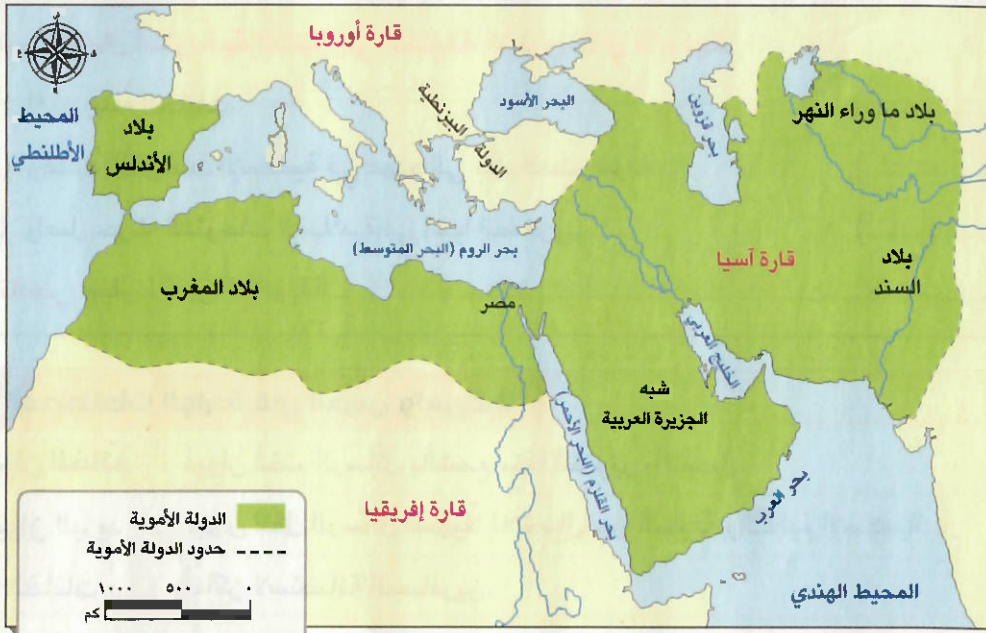 قارة أوروبا
المحيط
الأطلنطي
بلاد
الأندلس
البحر الأسود
الدولة البيزنطية
بحر قزوين
بلاد ما وراء النهر
بحر الروم (البحر المتوسط)
قارة آسيا
بلاد
السند
بلاد المغرب
مصر
الخليج العربي
شبه
الجزيرة العربية
بحر القلزم (البحر الأحمر)
بحر العرب
قارة إفريقيا
المحيط الهندي
الدولة الأموية
حدود الدولة الأموية
١٠٠٠ ٥٠٠ ٠
كم